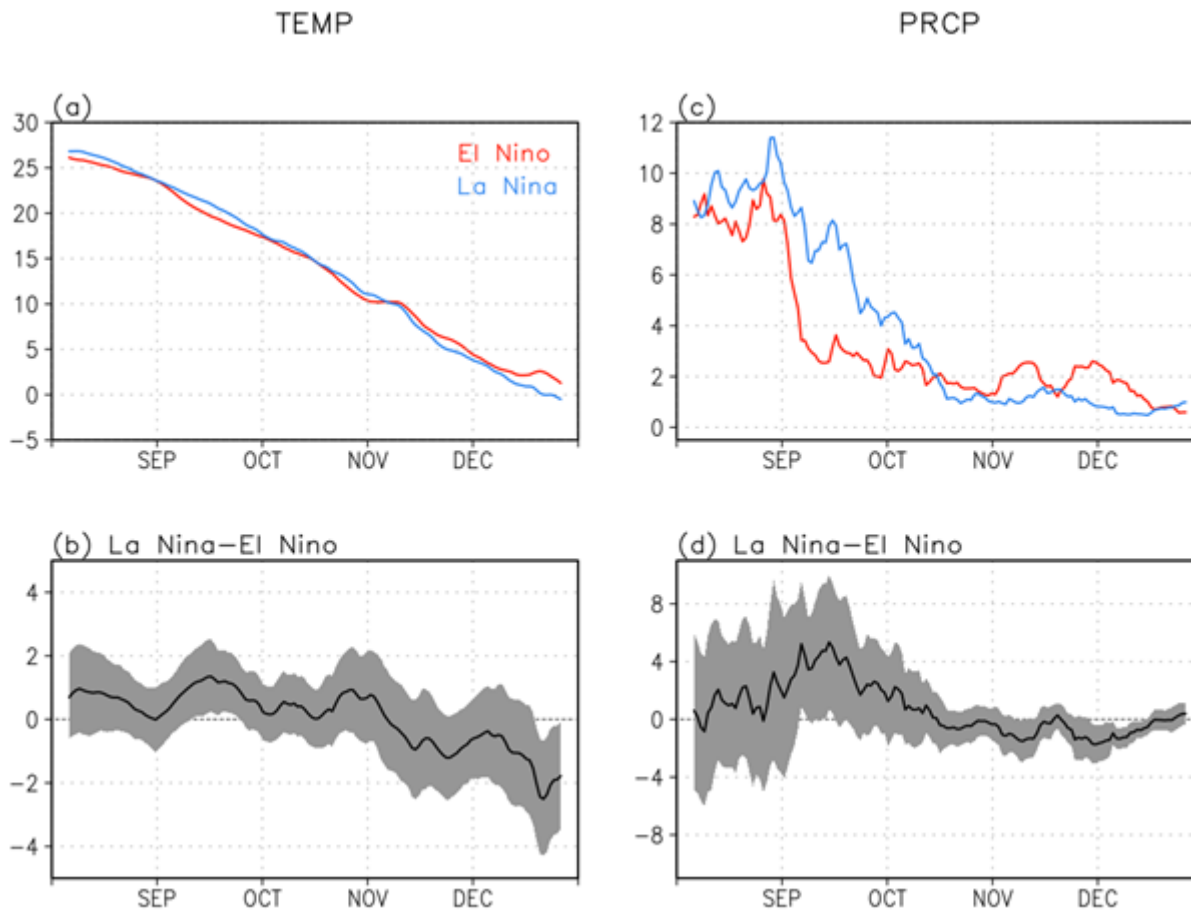 TEMP
PRCP
(a)
30
25
20
15
10
5
0
−5
El Nino
La Nina
SEP OCT NOV DEC
(c)
12
10
8
6
4
2
0
SEP OCT NOV DEC
(b) La Nina−El Nino
4
2
0
−2
−4
SEP OCT NOV DEC
(d) La Nina−El Nino
8
4
0
−4
−8
SEP OCT NOV DEC